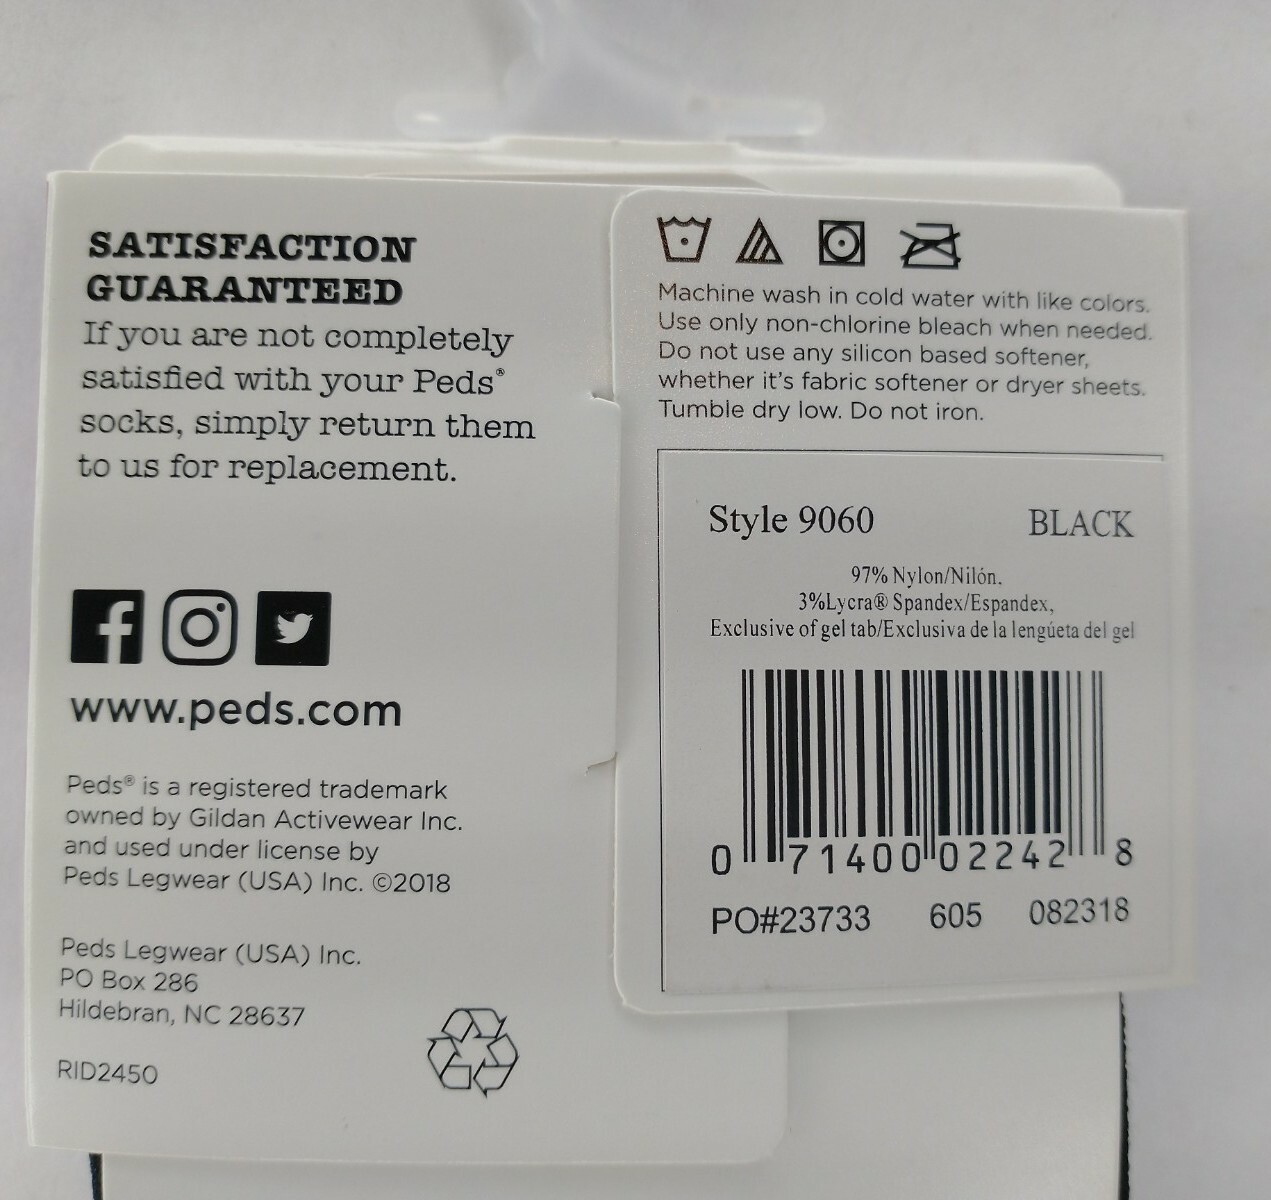 SATISFACTION
GUARANTEED
If you are not completely
satisfied with your Peds®
socks, simply return them
to us for replacement.
www.peds.com
Peds® is a registered trademark
owned by Gildan Activewear Inc.
and used under license by
Peds Legwear (USA) Inc. ©2018
Peds Legwear (USA) Inc.
PO Box 286
Hildebran, NC 28637
RID2450
Machine wash in cold water with like colors.
Use only non-chlorine bleach when needed.
Do not use any silicon based softener,
whether it's fabric softener or dryer sheets.
Tumble dry low. Do not iron.
Style 9060 BLACK
97% Nylon/Nilón,
3%Lycra® Spandex/Espandex,
Exclusive of gel tab/Exclusiva de la lengüeta del gel
0 71400 02242 8
PO#23733 605 082318